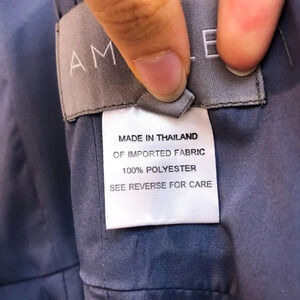 MADE IN THAILAND
OF IMPORTED FABRIC
100% POLYESTER
SEE REVERSE FOR CARE